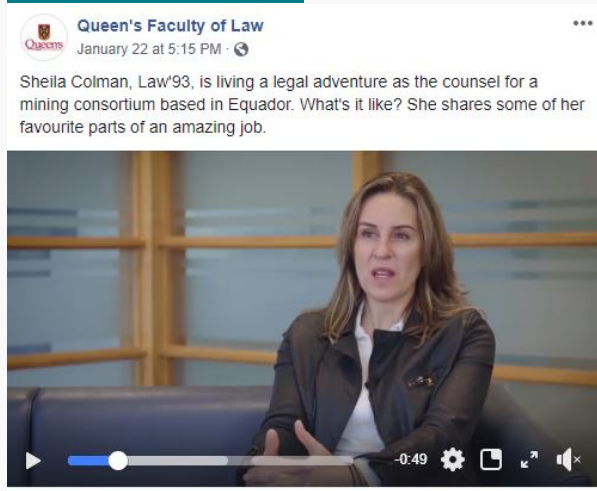 Queen's
Queen's Faculty of Law
January 22 at 5:15 PM ·
Sheila Colman, Law'93, is living a legal adventure as the counsel for a
mining consortium based in Equador. What's it like? She shares some of her
favourite parts of an amazing job.
-0:49